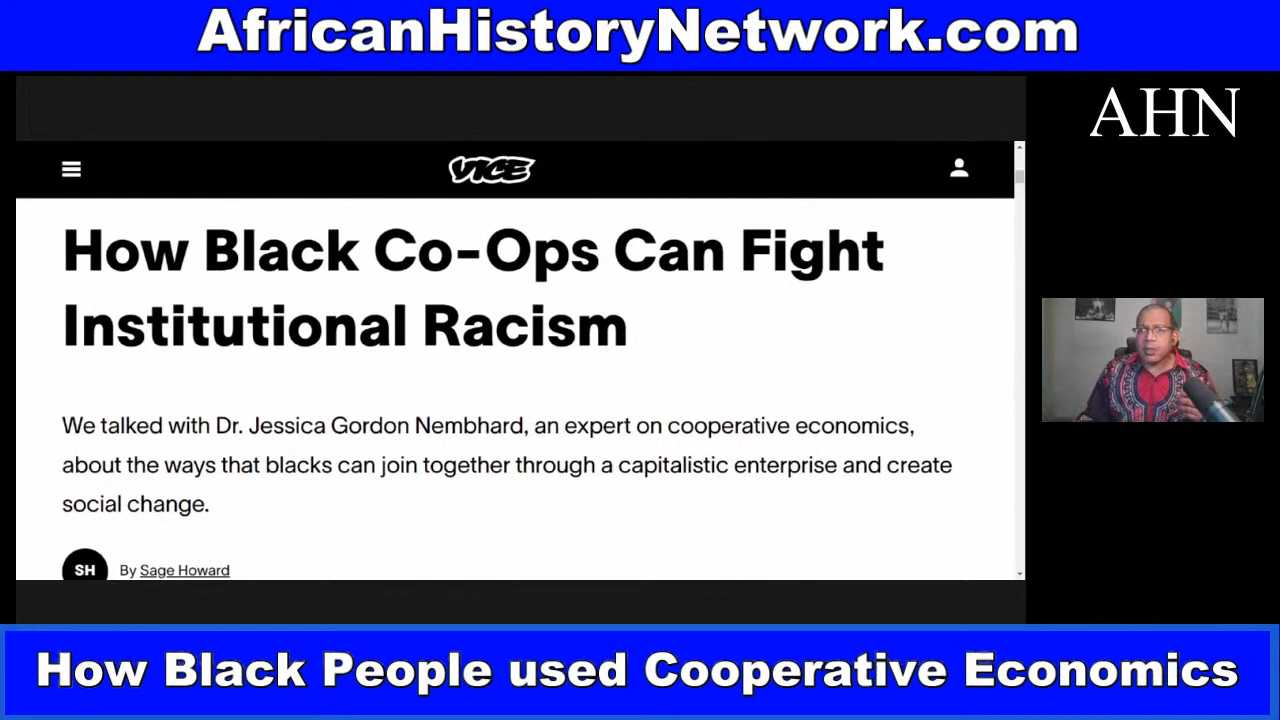 AfricanHistoryNetwork.com
AHN
VICE
How Black Co-Ops Can Fight
Institutional Racism
We talked with Dr. Jessica Gordon Nembhard, an expert on cooperative economics,
about the ways that blacks can join together through a capitalistic enterprise and create
social change.
SH
By Sage Howard
How Black People used Cooperative Economics